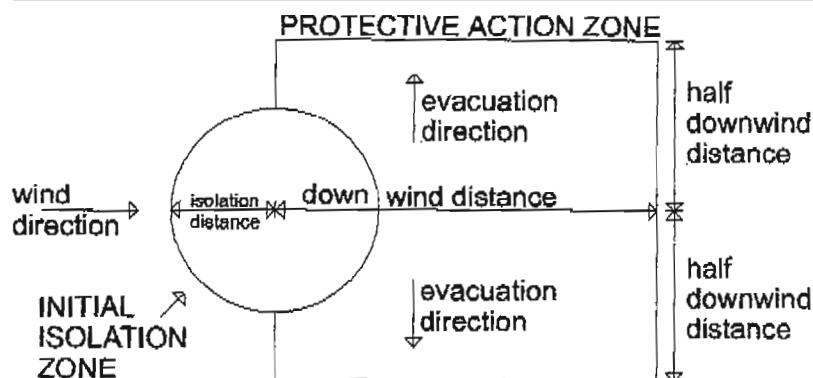 PROTECTIVE ACTION ZONE
evacuation
direction
half
downwind
distance
wind
direction
isolation
distance
down wind distance
evacuation
direction
half
downwind
distance
INITIAL
ISOLATION
ZONE